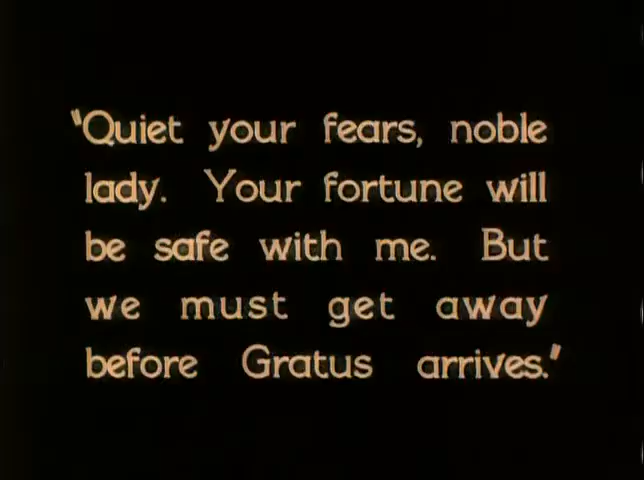 "Quiet your fears, noble
lady. Your fortune will
be safe with me. But
we must get away
before Gratus arrives."